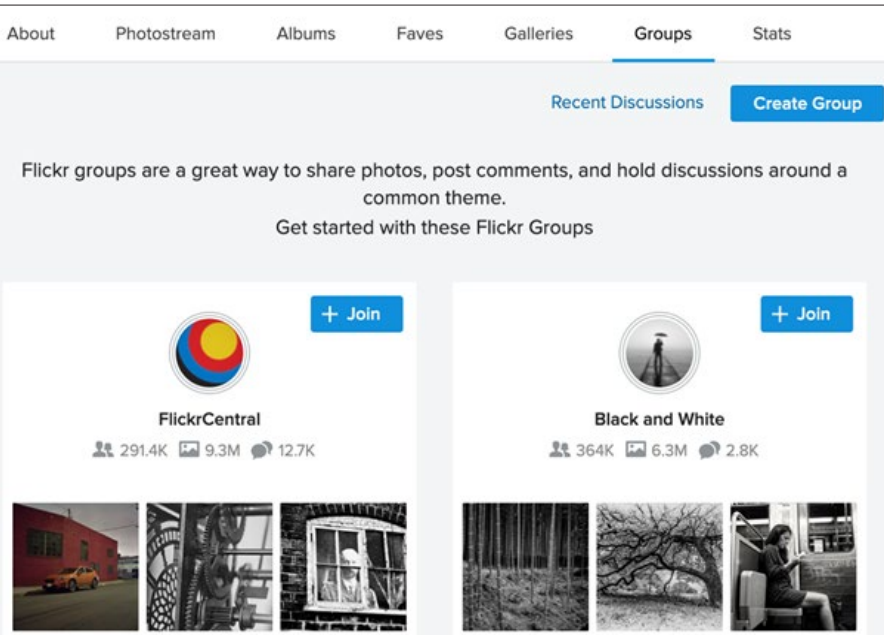 About Photostream Albums Faves Galleries Groups Stats
Recent Discussions Create Group
Flickr groups are a great way to share photos, post comments, and hold discussions around a
common theme.
Get started with these Flickr Groups
+ Join
FlickrCentral
291.4K 9.3M 12.7K
+ Join
Black and White
364K 6.3M 2.8K